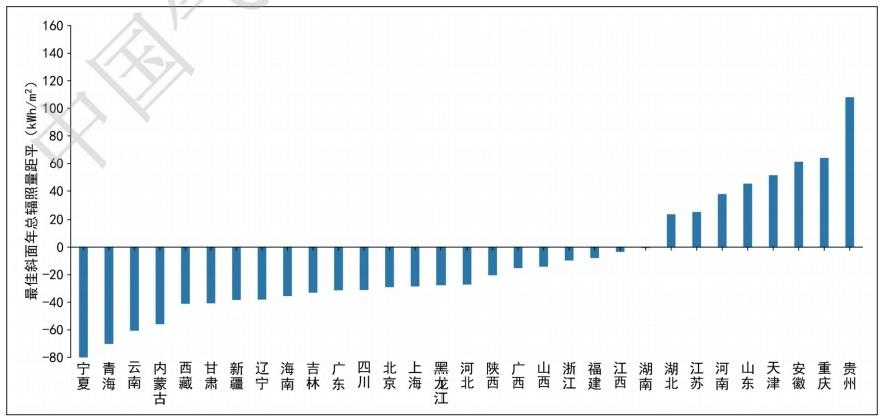 最佳斜面年总辐照量距平（kWh/m²）
160
140
120
100
80
60
40
20
0
−20
−40
−60
−80
宁夏
青海
云南
内蒙古
西藏
甘肃
新疆
辽宁
海南
吉林
广东
四川
北京
上海
黑龙江
河北
陕西
广西
山西
浙江
福建
江西
湖南
湖北
江苏
河南
山东
天津
安徽
重庆
贵州
中国